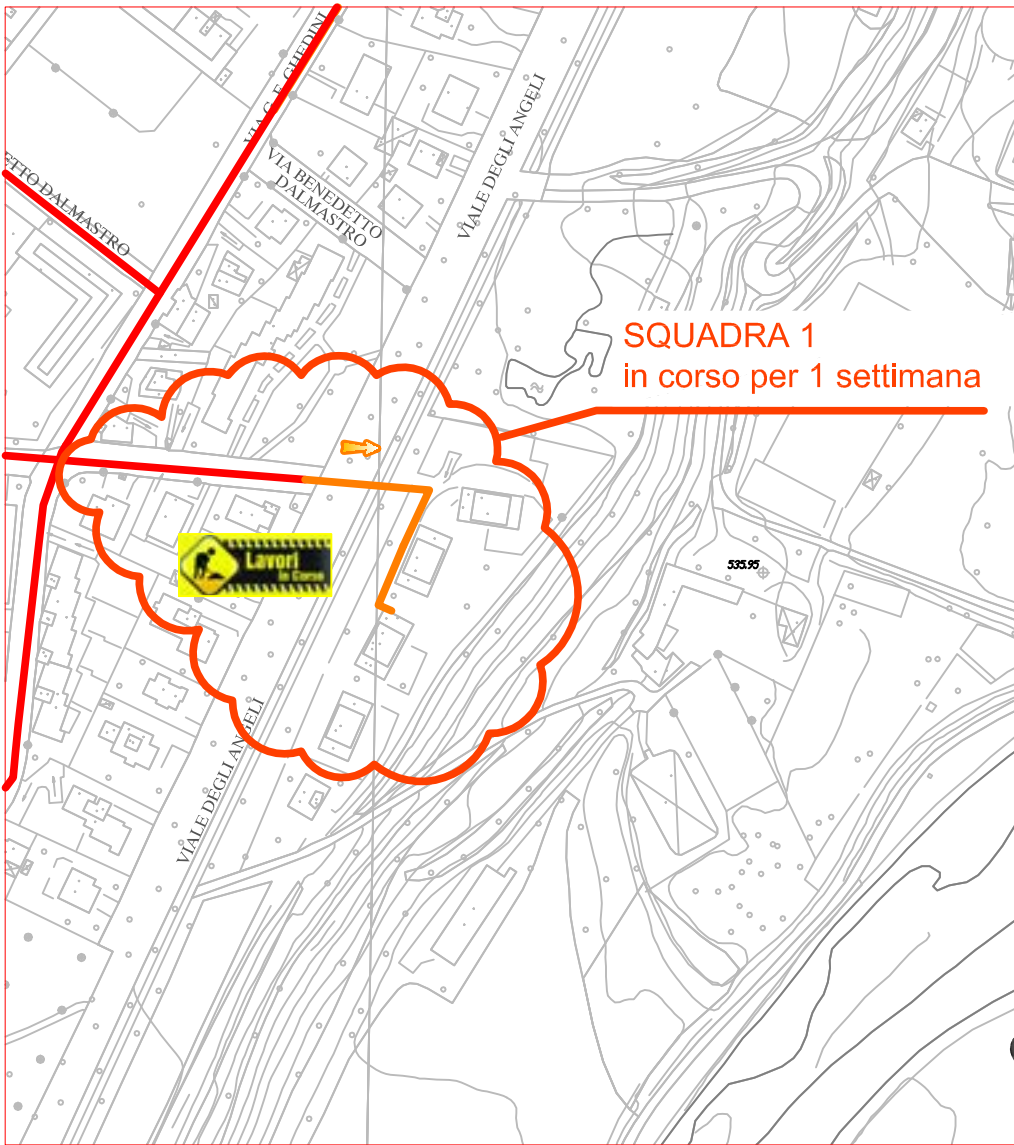 VIA G. F. GHEDINI
VIALE DEGLI ANGELI
VIA BENEDETTO
DALMASTRO
ETTO DALMASTRO
SQUADRA 1
in corso per 1 settimana
Lavori
in Corso
535.95
VIALE DEGLI ANGELI